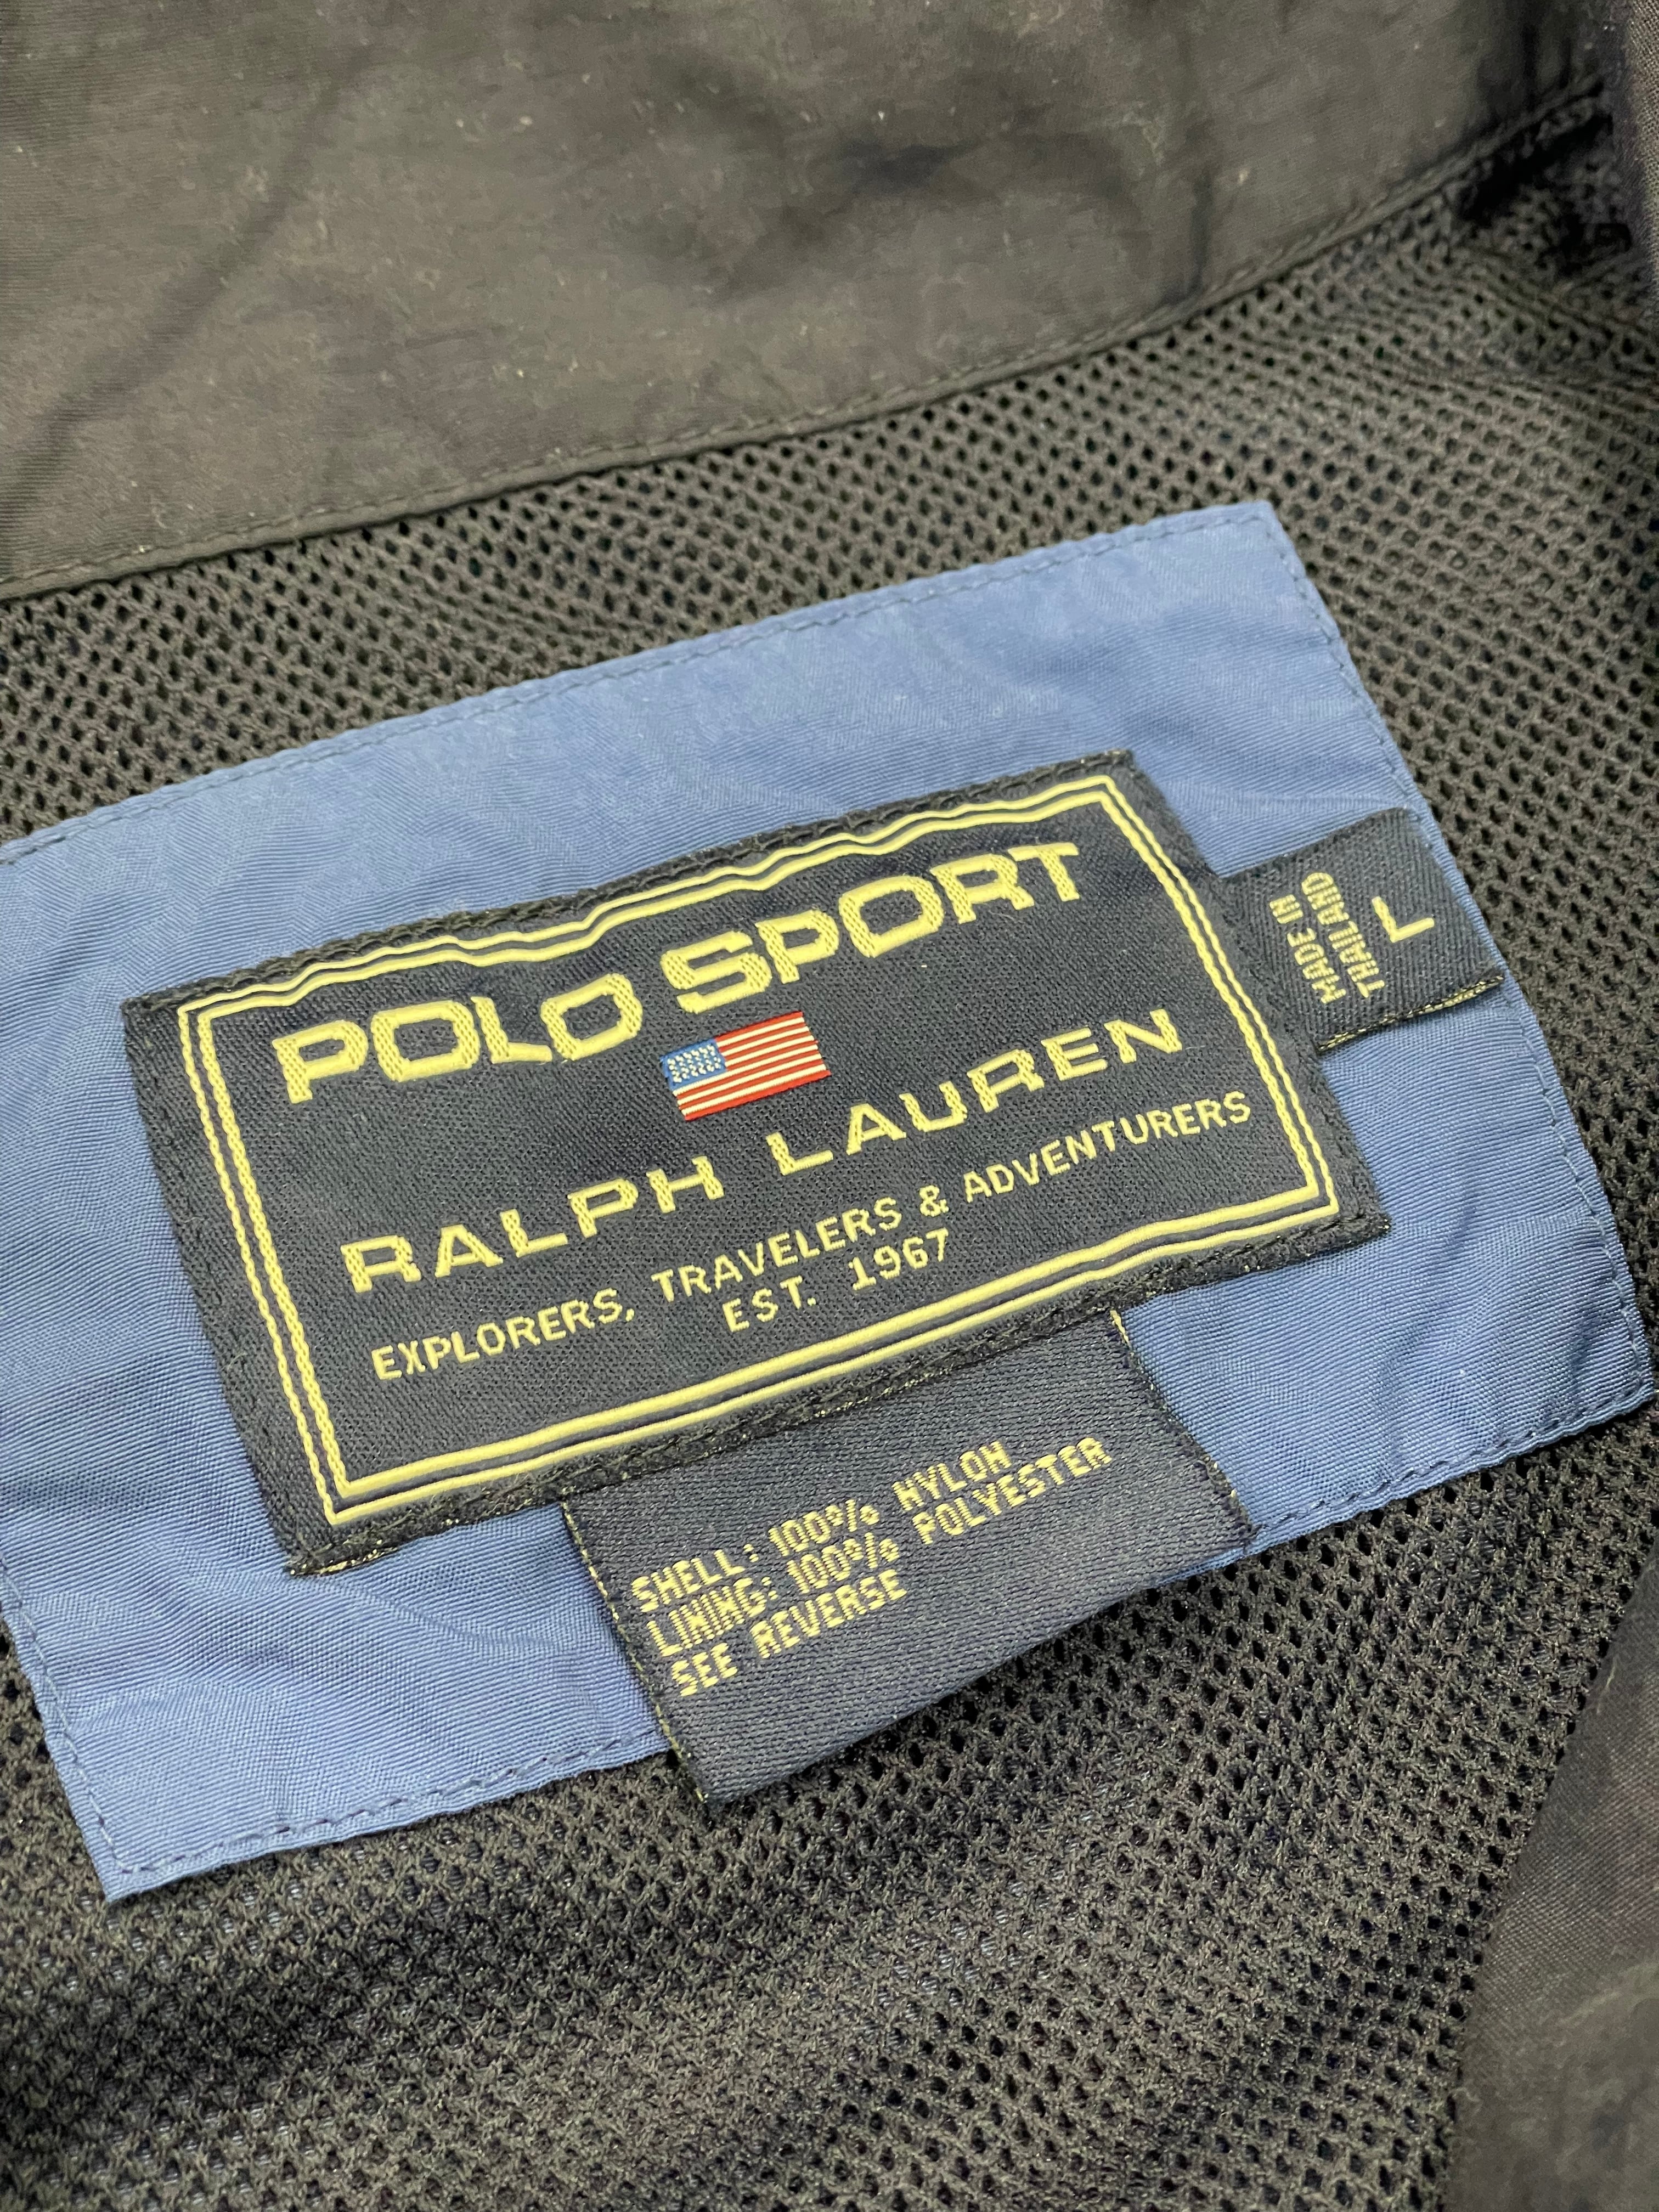 POLO SPORT
RALPH LAUREN
EXPLORERS, TRAVELERS & ADVENTURERS
EST. 1967
MADE IN
THAILAND
L
SHELL: 100% NYLON
LINING: 100% POLYESTER
SEE REVERSE